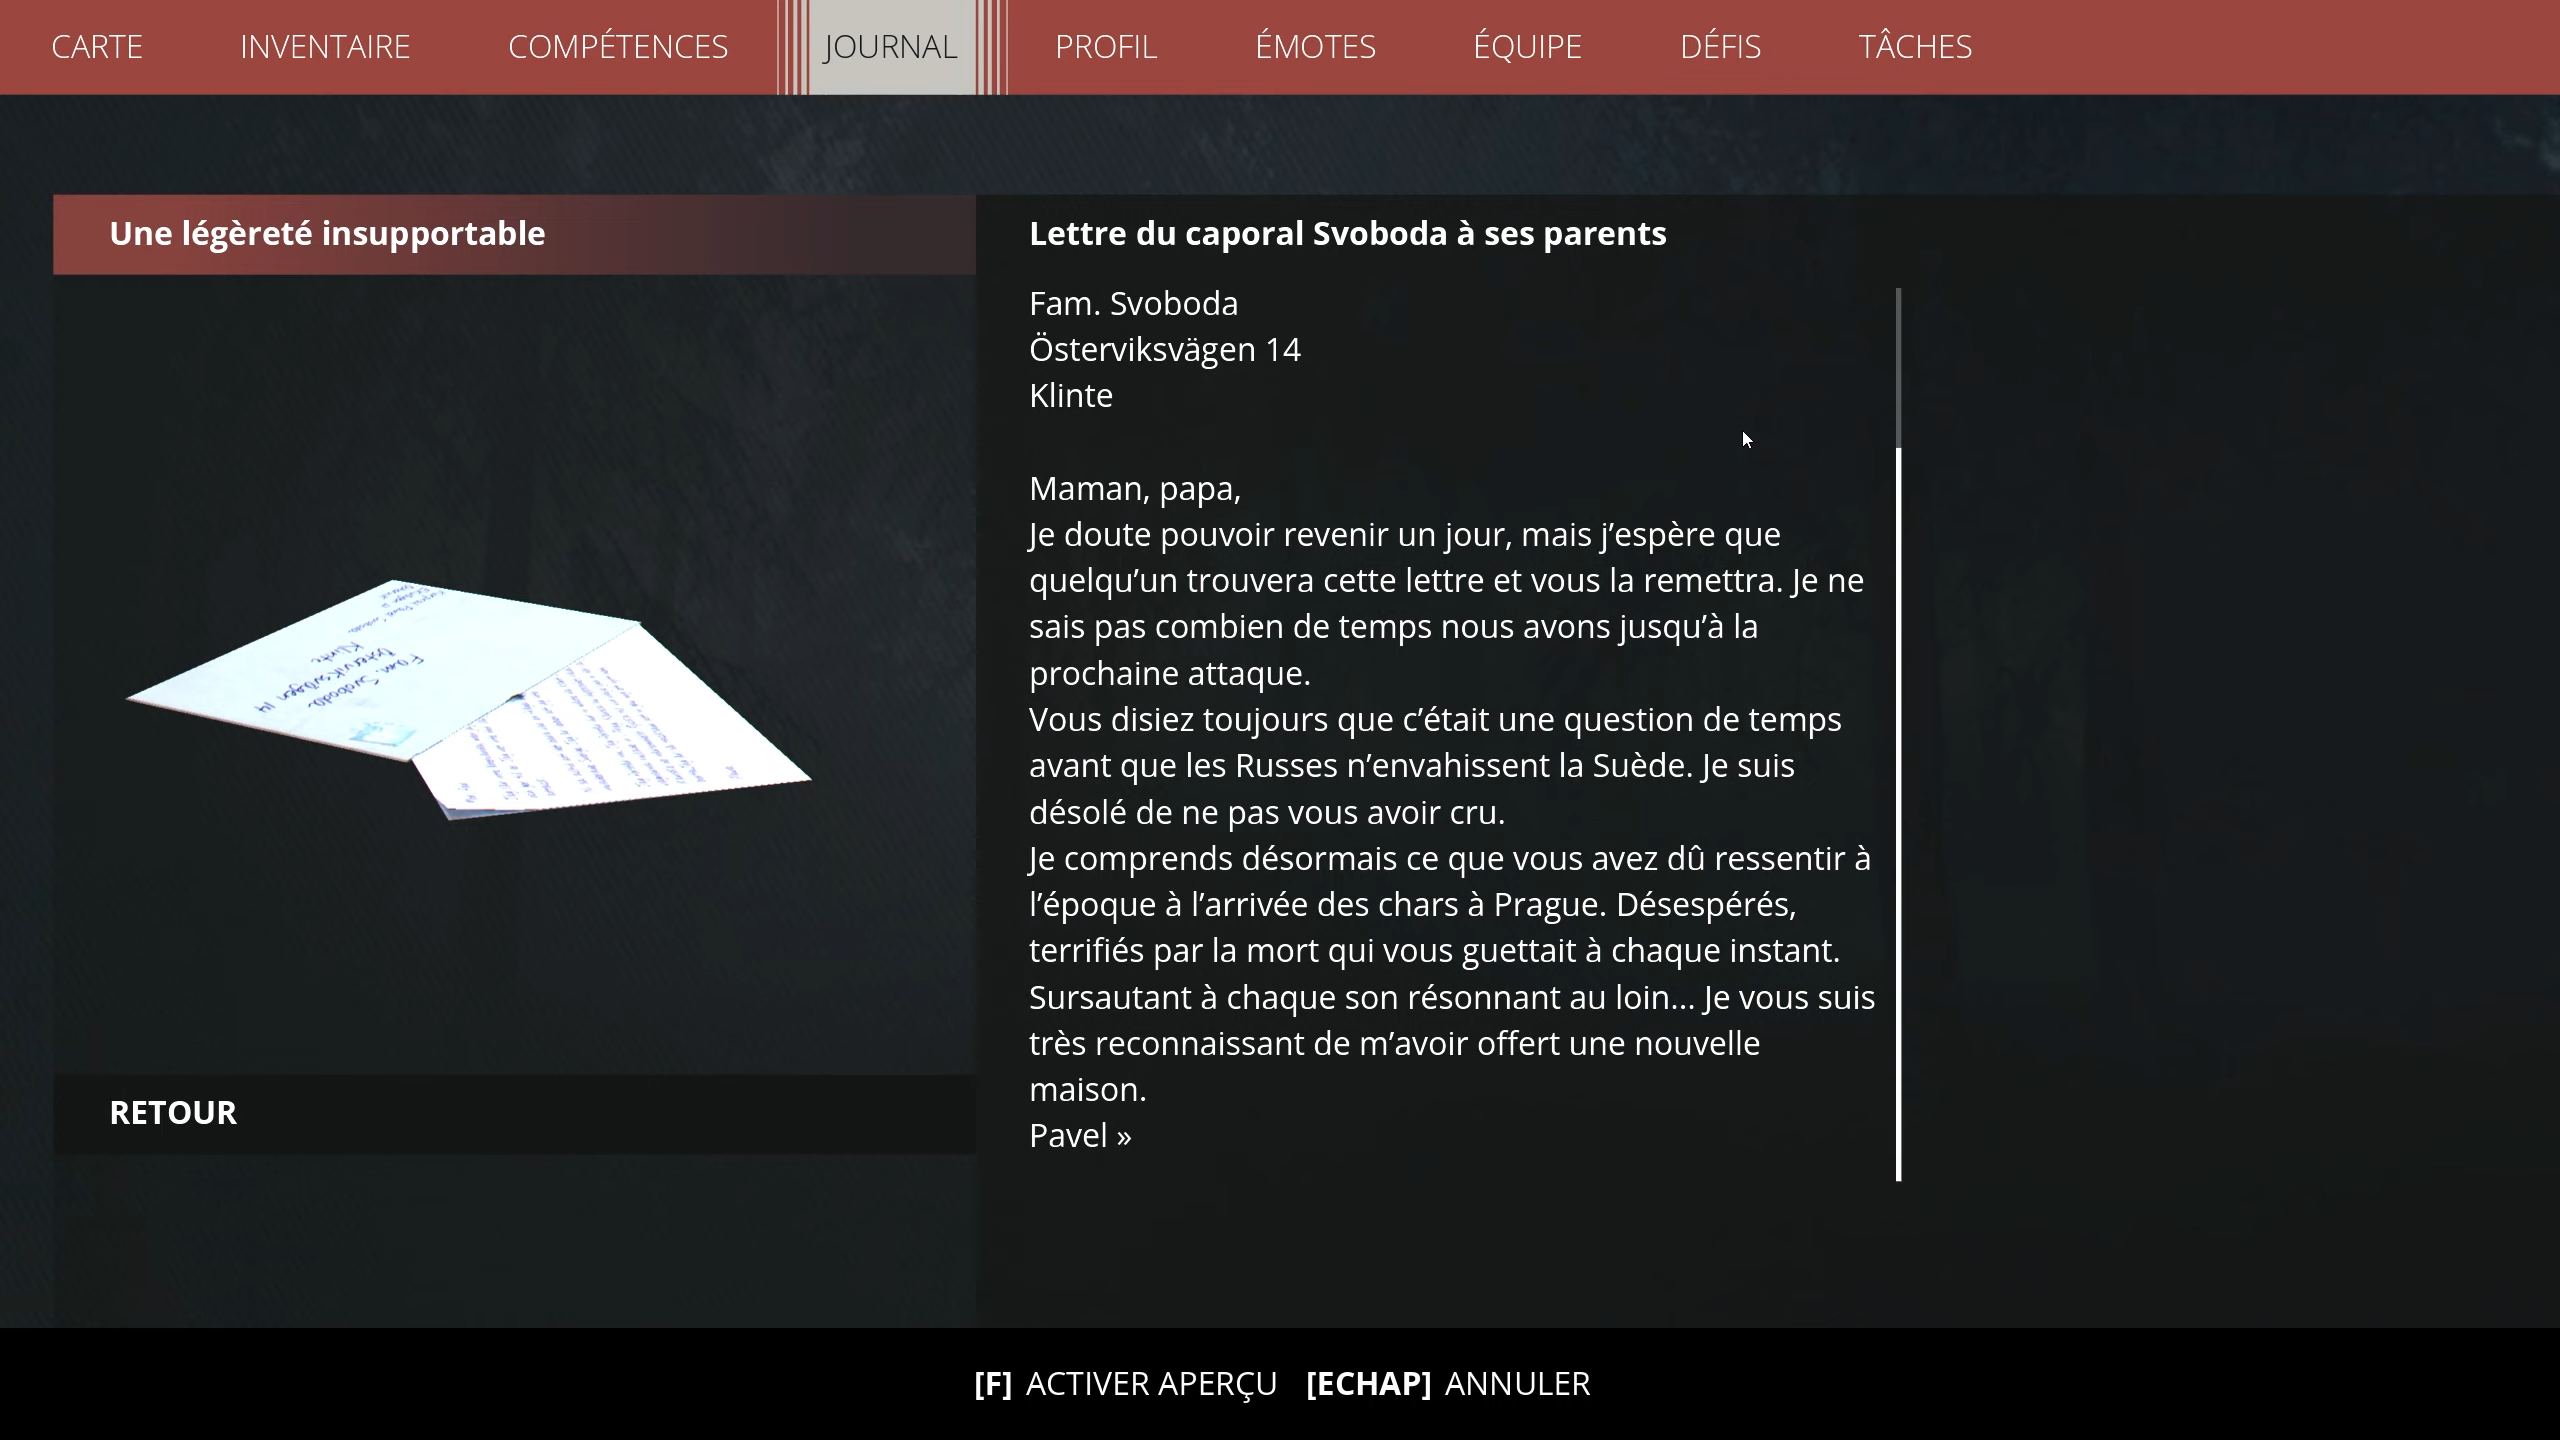 CARTE INVENTAIRE COMPÉTENCES JOURNAL PROFIL ÉMOTES ÉQUIPE DÉFIS TÂCHES
Une légèreté insupportable
Fam. Svoboda
Österviksvägen 14
Klinte
RETOUR
Lettre du caporal Svoboda à ses parents
Fam. Svoboda
Österviksvägen 14
Klinte
Maman, papa,
Je doute pouvoir revenir un jour, mais j’espère que
quelqu’un trouvera cette lettre et vous la remettra. Je ne
sais pas combien de temps nous avons jusqu’à la
prochaine attaque.
Vous disiez toujours que c’était une question de temps
avant que les Russes n’envahissent la Suède. Je suis
désolé de ne pas vous avoir cru.
Je comprends désormais ce que vous avez dû ressentir à
l’époque à l’arrivée des chars à Prague. Désespérés,
terrifiés par la mort qui vous guettait à chaque instant.
Sursautant à chaque son résonnant au loin... Je vous suis
très reconnaissant de m’avoir offert une nouvelle
maison.
Pavel »
[F] ACTIVER APERÇU [ECHAP] ANNULER